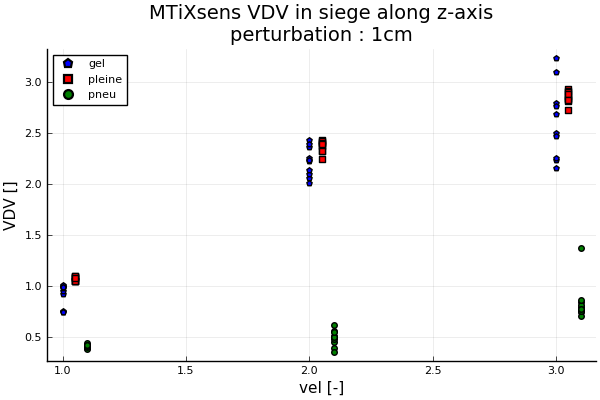 MTiXsens VDV in siege along z-axis
perturbation : 1cm
gel
pleine
pneu
VDV []
3.0
2.5
2.0
1.5
1.0
0.5
1.0 1.5 2.0 2.5 3.0
vel [-]